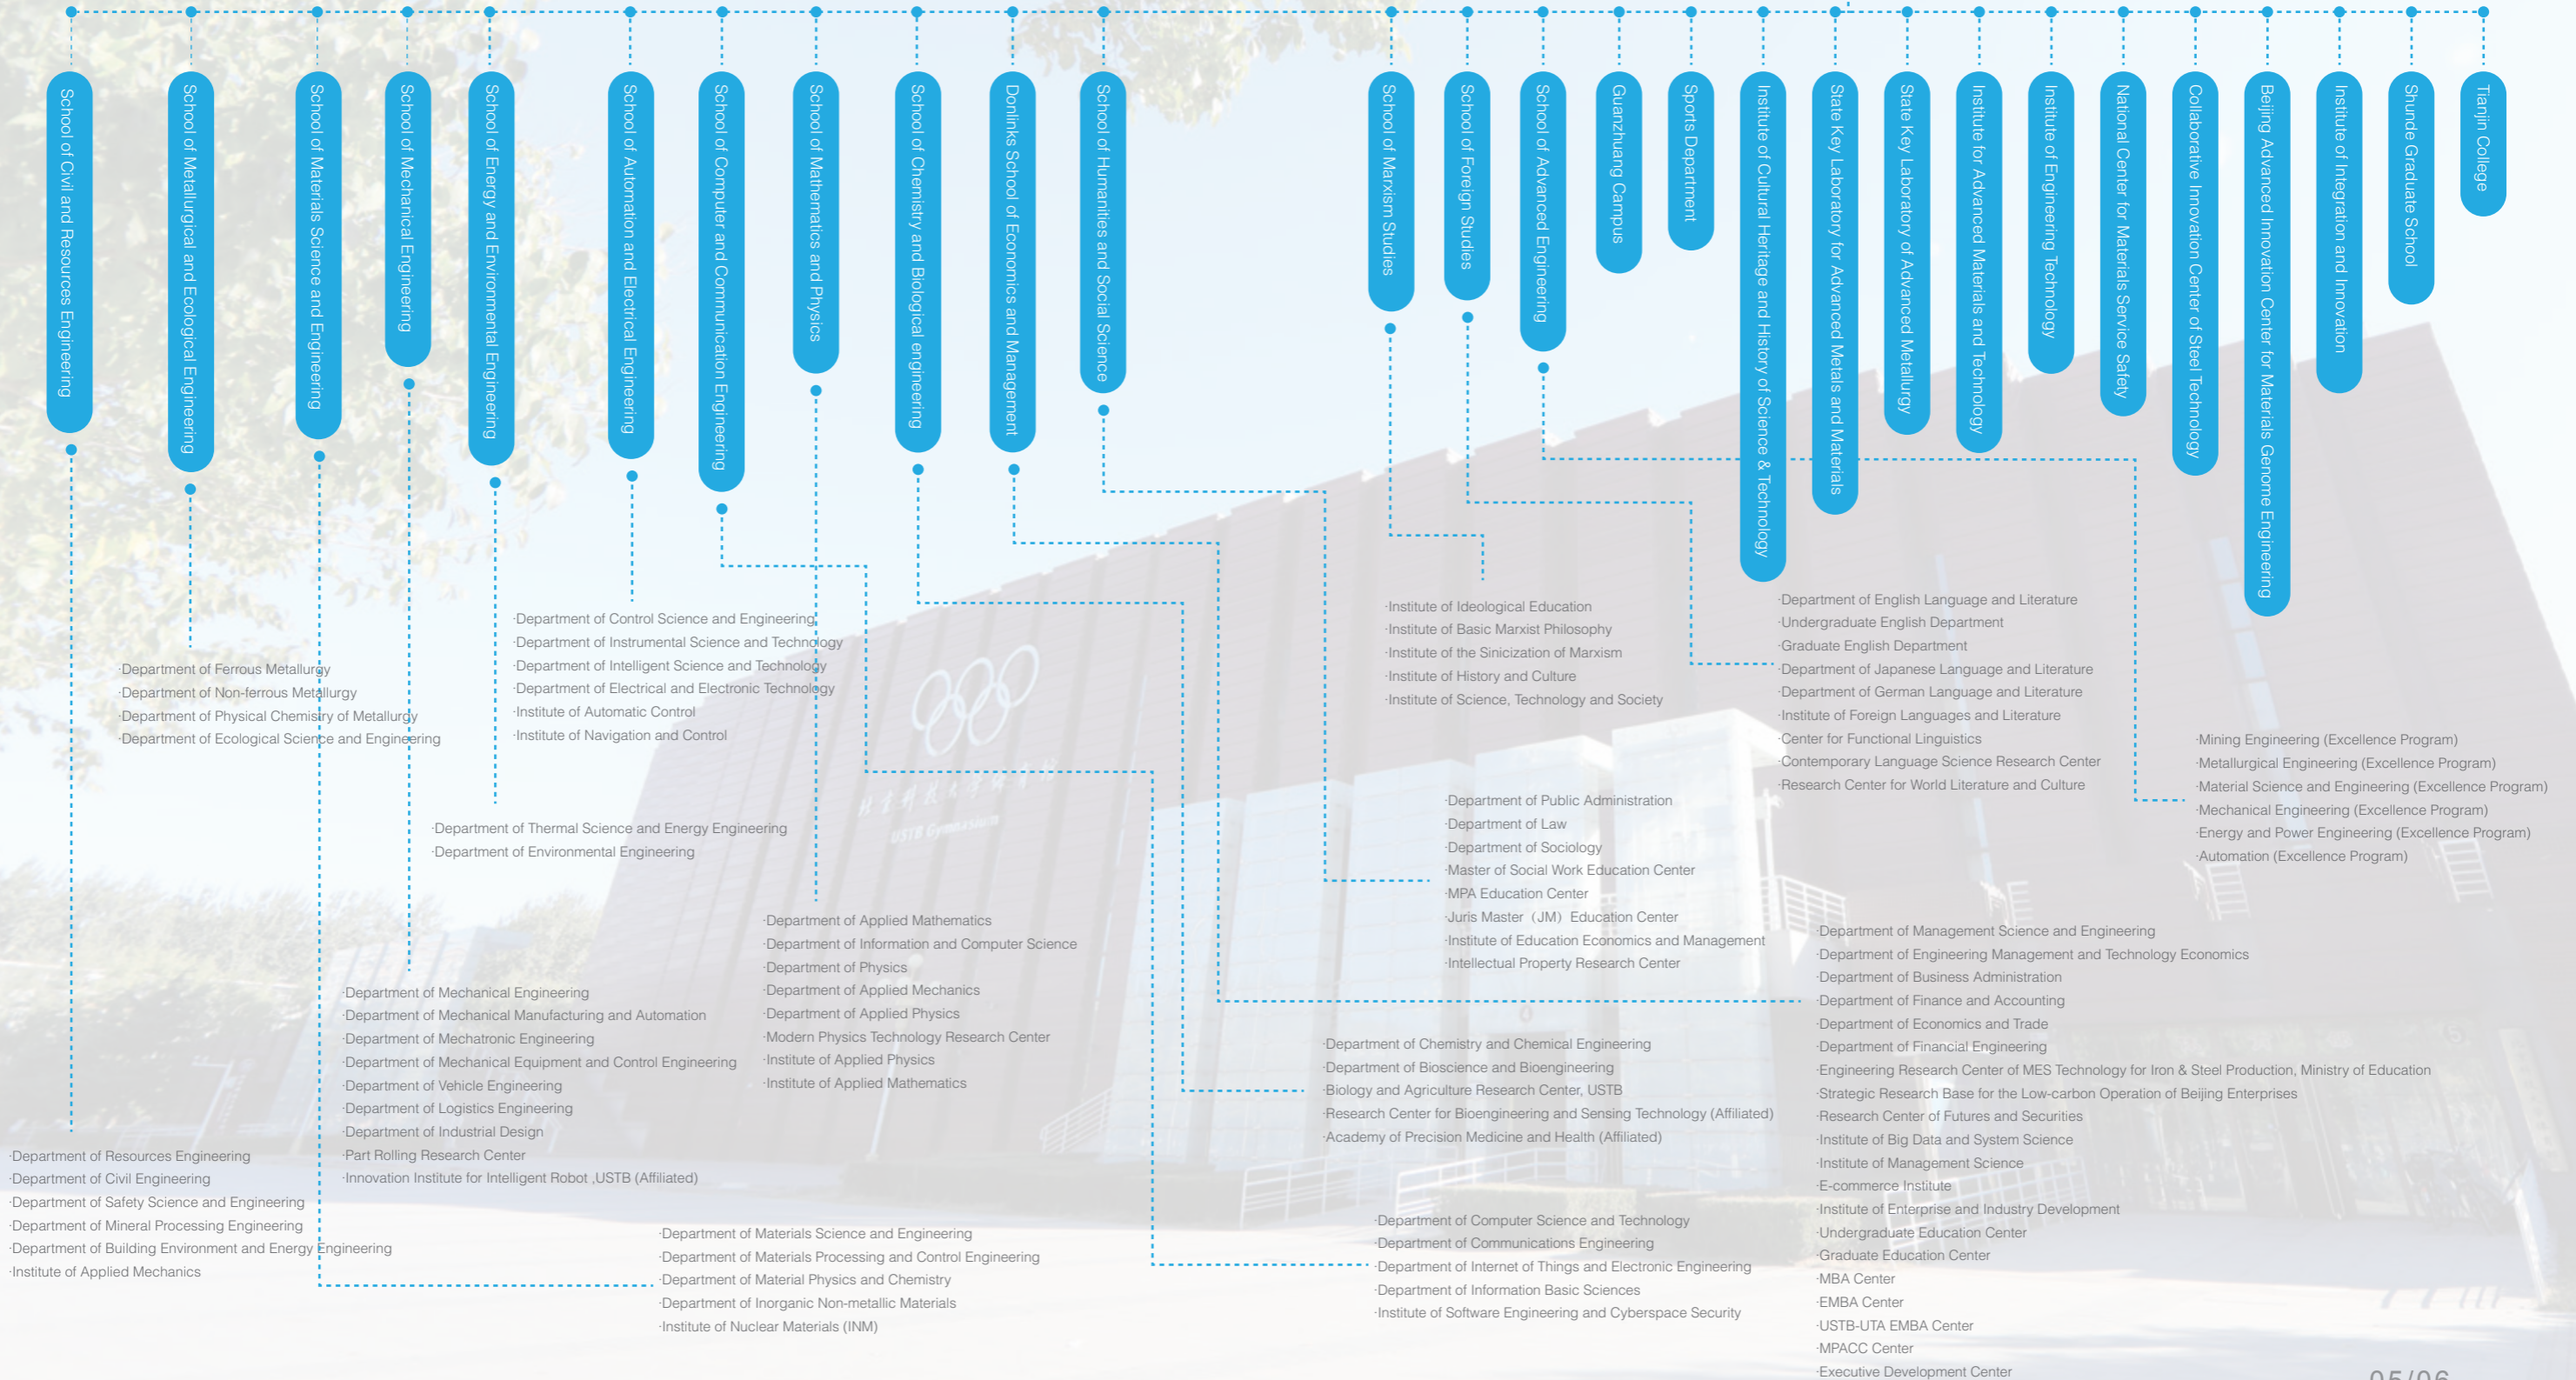 School of Civil and Resources Engineering
School of Metallurgical and Ecological Engineering
School of Materials Science and Engineering
School of Mechanical Engineering
School of Energy and Environmental Engineering
School of Automation and Electrical Engineering
School of Computer and Communication Engineering
School of Mathematics and Physics
School of Chemistry and Biological engineering
Donlinks School of Economics and Management
School of Humanities and Social Science
School of Marxism Studies
School of Foreign Studies
School of Advanced Engineering
Guanzhuang Campus
Sports Department
Institute of Cultural Heritage and History of Science & Technology
State Key Laboratory for Advanced Metals and Materials
State Key Laboratory of Advanced Metallurgy
Institute for Advanced Materials and Technology
Institute of Engineering Technology
National Center for Materials Service Safety
Collaborative Innovation Center of Steel Technology
Beijing Advanced Innovation Center for Materials Genome Engineering
Institute of Integration and Innovation
Shunde Graduate School
Tianjin College
·Department of Resources Engineering
·Department of Civil Engineering
·Department of Safety Science and Engineering
·Department of Mineral Processing Engineering
·Department of Building Environment and Energy Engineering
·Institute of Applied Mechanics
·Department of Ferrous Metallurgy
·Department of Non-ferrous Metallurgy
·Department of Physical Chemistry of Metallurgy
·Department of Ecological Science and Engineering
·Department of Materials Science and Engineering
·Department of Materials Processing and Control Engineering
·Department of Material Physics and Chemistry
·Department of Inorganic Non-metallic Materials
·Institute of Nuclear Materials (INM)
·Department of Mechanical Engineering
·Department of Mechanical Manufacturing and Automation
·Department of Mechatronic Engineering
·Department of Mechanical Equipment and Control Engineering
·Department of Vehicle Engineering
·Department of Logistics Engineering
·Department of Industrial Design
·Part Rolling Research Center
·Innovation Institute for Intelligent Robot ,USTB (Affiliated)
·Department of Thermal Science and Energy Engineering
·Department of Environmental Engineering
·Department of Control Science and Engineering
·Department of Instrumental Science and Technology
·Department of Intelligent Science and Technology
·Department of Electrical and Electronic Technology
·Institute of Automatic Control
·Institute of Navigation and Control
·Department of Computer Science and Technology
·Department of Communications Engineering
·Department of Internet of Things and Electronic Engineering
·Department of Information Basic Sciences
·Institute of Software Engineering and Cyberspace Security
·Department of Applied Mathematics
·Department of Information and Computer Science
·Department of Physics
·Department of Applied Mechanics
·Department of Applied Physics
·Modern Physics Technology Research Center
·Institute of Applied Physics
·Institute of Applied Mathematics
·Department of Chemistry and Chemical Engineering
·Department of Bioscience and Bioengineering
·Biology and Agriculture Research Center, USTB
·Research Center for Bioengineering and Sensing Technology (Affiliated)
·Academy of Precision Medicine and Health (Affiliated)
·Department of Management Science and Engineering
·Department of Engineering Management and Technology Economics
·Department of Business Administration
·Department of Finance and Accounting
·Department of Economics and Trade
·Department of Financial Engineering
·Engineering Research Center of MES Technology for Iron & Steel Production, Ministry of Education
·Strategic Research Base for the Low-carbon Operation of Beijing Enterprises
·Research Center of Futures and Securities
·Institute of Big Data and System Science
·Institute of Management Science
·E-commerce Institute
·Institute of Enterprise and Industry Development
·Undergraduate Education Center
·Graduate Education Center
·MBA Center
·EMBA Center
·USTB-UTA EMBA Center
·MPACC Center
·Executive Development Center
·Department of Public Administration
·Department of Law
·Department of Sociology
·Master of Social Work Education Center
·MPA Education Center
·Juris Master（JM）Education Center
·Institute of Education Economics and Management
·Intellectual Property Research Center
·Institute of Ideological Education
·Institute of Basic Marxist Philosophy
·Institute of the Sinicization of Marxism
·Institute of History and Culture
·Institute of Science, Technology and Society
·Department of English Language and Literature
·Undergraduate English Department
·Graduate English Department
·Department of Japanese Language and Literature
·Department of German Language and Literature
·Institute of Foreign Languages and Literature
·Center for Functional Linguistics
·Contemporary Language Science Research Center
·Research Center for World Literature and Culture
·Mining Engineering (Excellence Program)
·Metallurgical Engineering (Excellence Program)
·Material Science and Engineering (Excellence Program)
·Mechanical Engineering (Excellence Program)
·Energy and Power Engineering (Excellence Program)
·Automation (Excellence Program)
北京科技大学体育馆
USTB Gymnasium
05/06